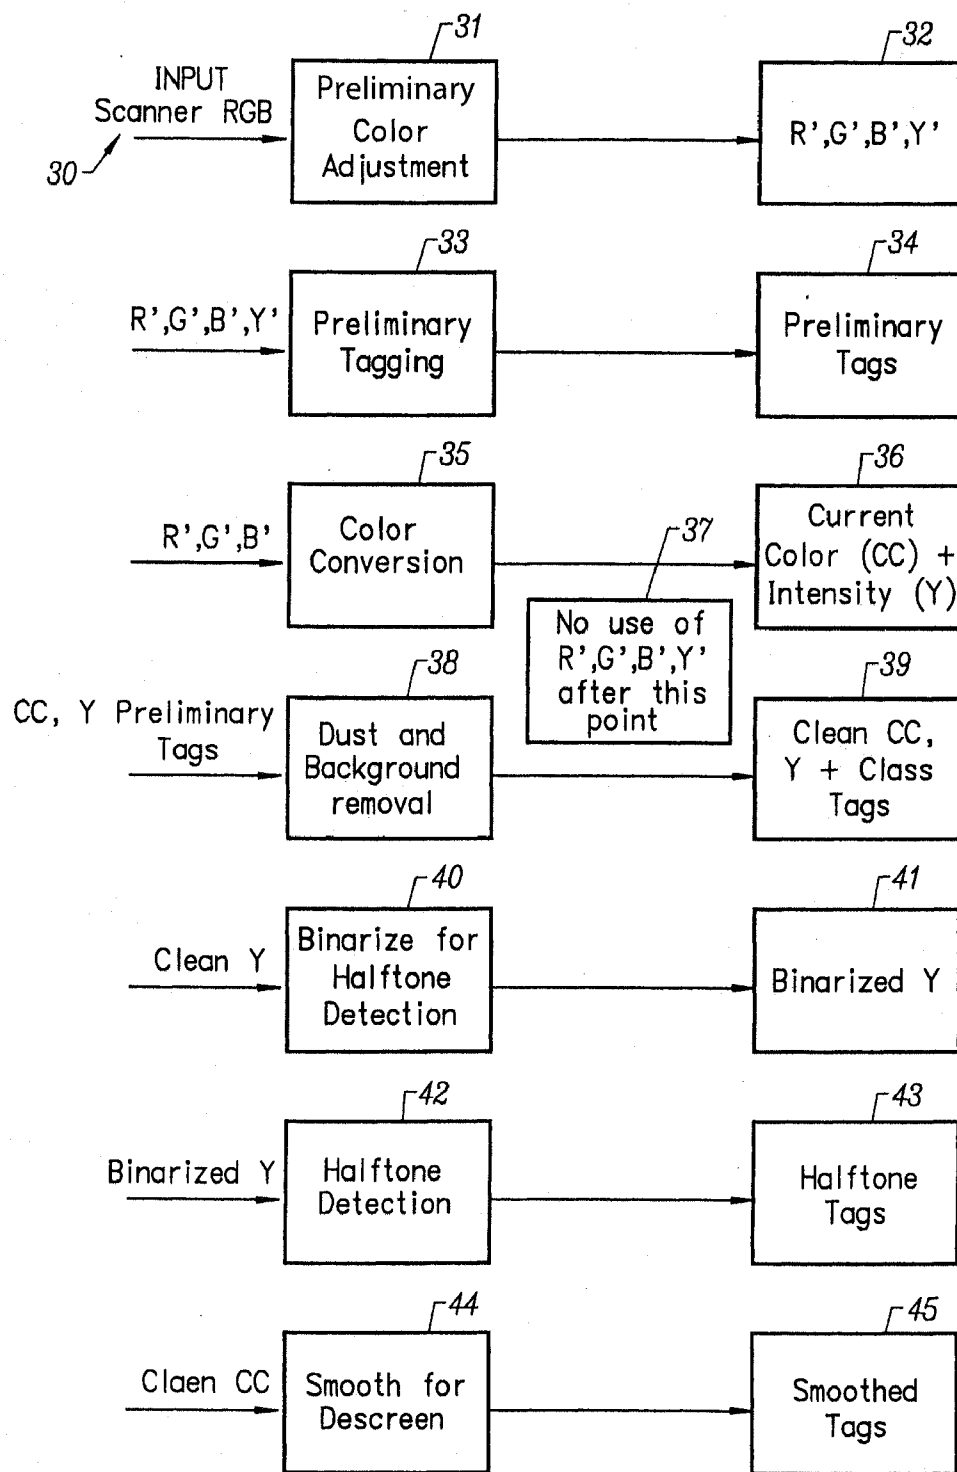 31
32
INPUT
Scanner RGB
30
Preliminary
Color
Adjustment
R',G',B',Y'
33
34
R',G',B',Y'
Preliminary
Tagging
Preliminary
Tags
35
36
R',G',B'
Color
Conversion
37
Current
Color (CC) +
Intensity (Y)
No use of
R',G',B',Y'
after this
point
38
39
CC, Y Preliminary
Tags
Dust and
Background
removal
Clean CC,
Y + Class
Tags
40
41
Clean Y
Binarize for
Halftone
Detection
Binarized Y
42
43
Binarized Y
Halftone
Detection
Halftone
Tags
44
45
Claen CC
Smooth for
Descreen
Smoothed
Tags